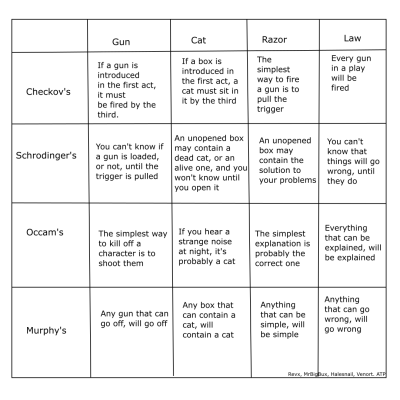 Gun Cat Razor Law
Checkov's
If a gun is
introduced
in the first act,
it must
be fired by the
third.
If a box is
introduced in
the first act, a
cat must sit in
it by the third
The
simplest
way to fire
a gun is to
pull the
trigger
Every gun
in a play
will be
fired
Schrodinger's
You can't know if
a gun is loaded,
or not, until the
trigger is pulled
An unopened box
may contain a
dead cat, or an
alive one, and you
won't know until
you open it
An unopened
box may
contain the
solution to
your problems
You can't
know that
things will go
wrong, until
they do
Occam's
The simplest way
to kill off a
character is to
shoot them
If you hear a
strange noise
at night, it's
probably a cat
The simplest
explanation is
probably the
correct one
Everything
that can be
explained, will
be explained
Murphy's
Any gun that can
go off, will go off
Any box that
can contain a
cat, will
contain a cat
Anything
that can be
simple, will
be simple
Anything
that can go
wrong, will
go wrong
Revx, MrBigBux, Halesnail, Venort. ATP